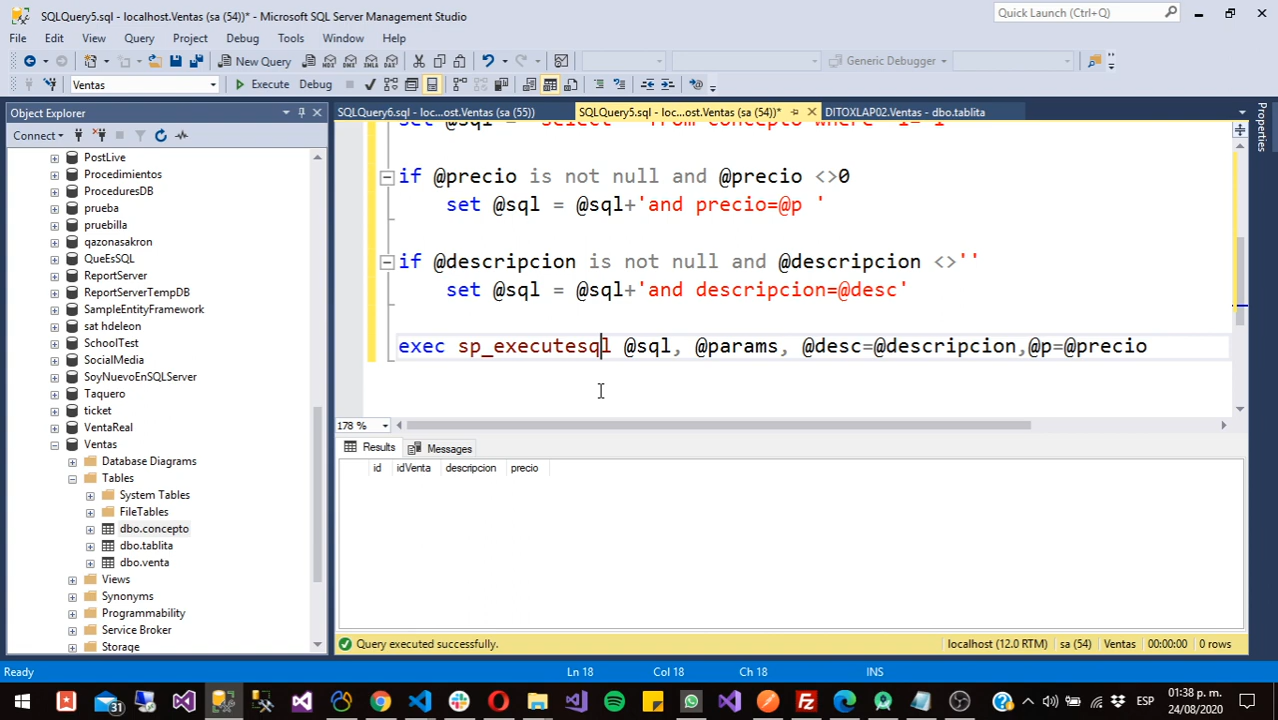 SQLQuery5.sql - localhost.Ventas (sa (54))* - Microsoft SQL Server Management Studio
Quick Launch (Ctrl+Q)
File Edit View Query Project Debug Tools Window Help
New Query
Generic Debugger
Ventas
Execute Debug
Object Explorer
SQLQuery6.sql - loc...ost.Ventas (sa (55)) SQLQuery5.sql - loc...ost.Ventas (sa (54))* DITOXLAP02.Ventas - dbo.tablita
Properties
Connect
PostLive
Procedimientos
ProceduresDB
prueba
pruebilla
qazonasakron
QueEsSQL
ReportServer
ReportServerTempDB
SampleEntityFramework
sat hdeleon
SchoolTest
SocialMedia
SoyNuevoEnSQLServer
Taquero
ticket
VentaReal
Ventas
Database Diagrams
Tables
System Tables
FileTables
dbo.concepto
dbo.tablita
dbo.venta
Views
Synonyms
Programmability
Service Broker
Storage
if @precio is not null and @precio <>0
set @sql = @sql+'and precio=@p '
if @descripcion is not null and @descripcion <>''
set @sql = @sql+'and descripcion=@desc'
exec sp_executesql @sql, @params, @desc=@descripcion,@p=@precio
178 %
Results Messages
id idVenta descripcion precio
Query executed successfully. localhost (12.0 RTM) sa (54) Ventas 00:00:00 0 rows
Ready Ln 18 Col 18 Ch 18 INS
31
ESP
01:38 p. m.
24/08/2020